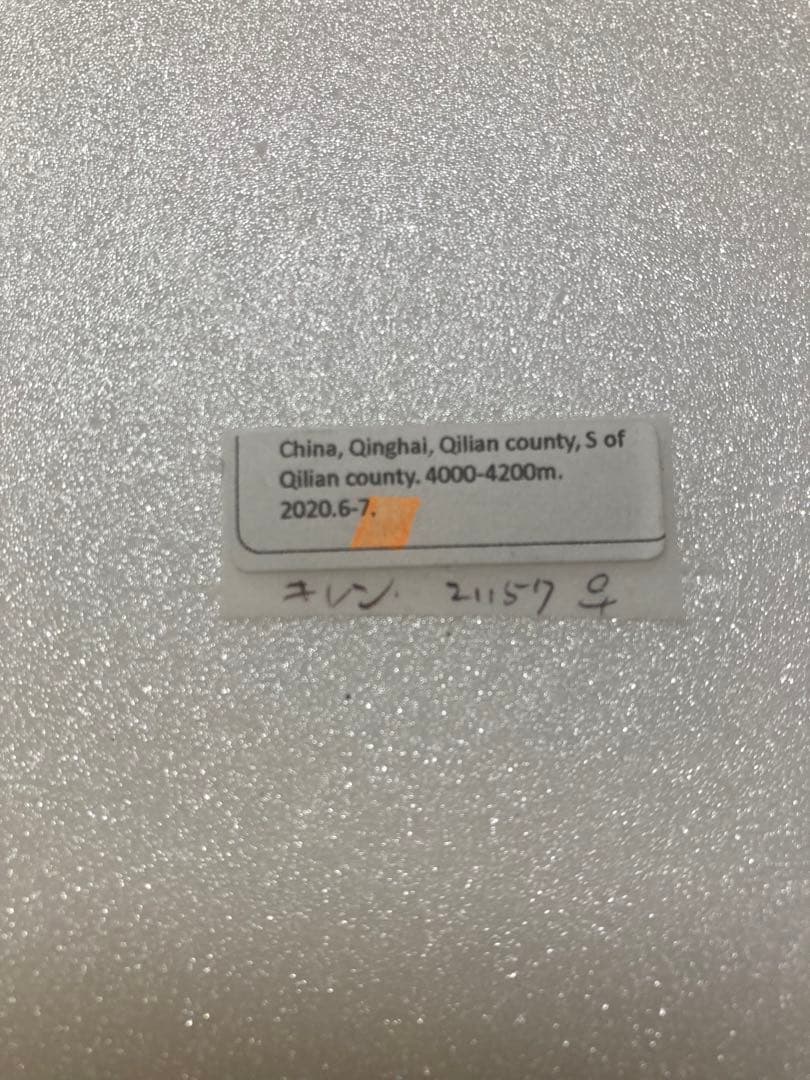 China, Qinghai, Qilian county, S of
Qilian county. 4000-4200m.
2020.6-7.
キレン. 21157 ♀